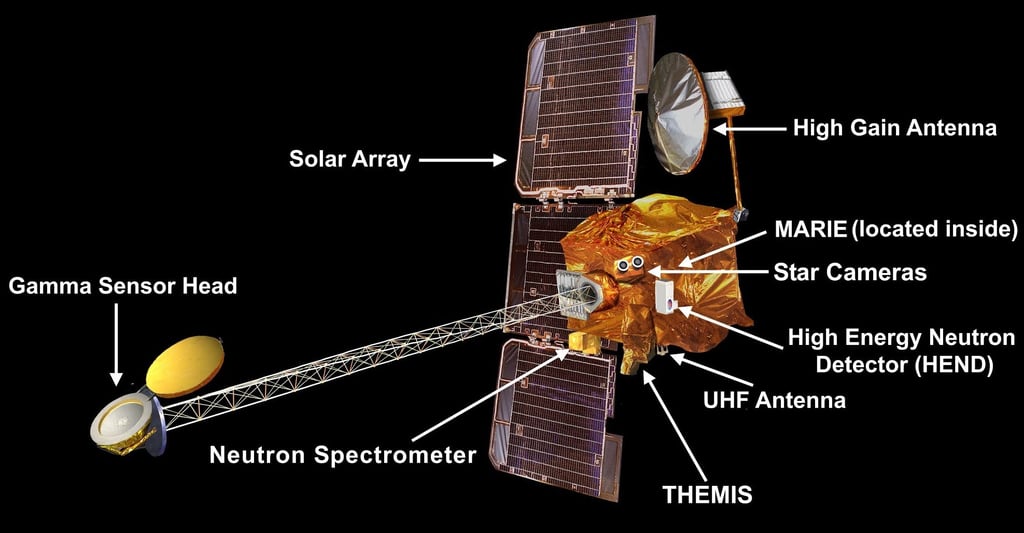 High Gain Antenna
Solar Array
MARIE (located inside)
Star Cameras
Gamma Sensor Head
High Energy Neutron
Detector (HEND)
UHF Antenna
Neutron Spectrometer
THEMIS